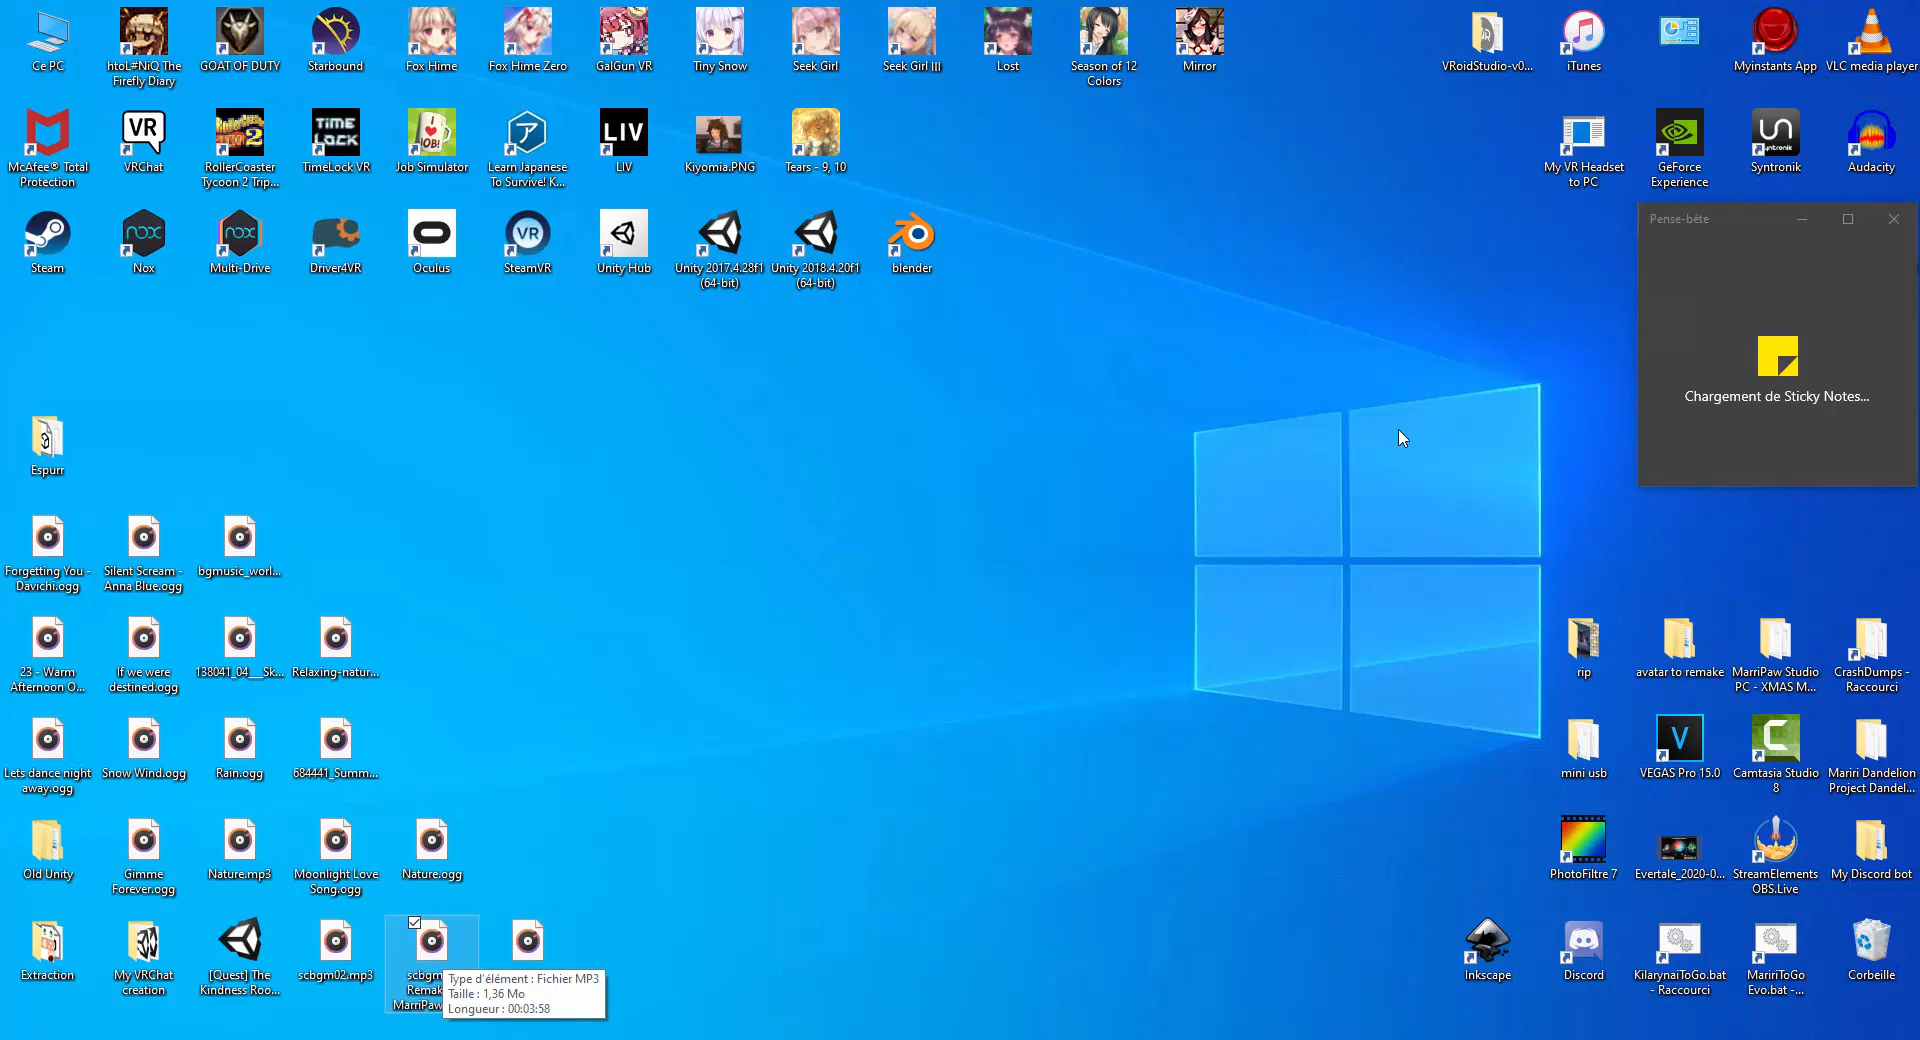 Ce PC
htoL#NiQ The
Firefly Diary
GOAT OF DUTY
Starbound
Fox Hime
Fox Hime Zero
GalGun VR
Tiny Snow
Seek Girl
Seek Girl Ⅲ
Lost
Season of 12
Colors
Mirror
VRoidStudio-v0...
iTunes
Myinstants App
VLC media player
McAfee® Total
Protection
VRChat
RollerCoaster
Tycoon 2 Trip...
TimeLock VR
Job Simulator
Learn Japanese
To Survive! K...
LIV
Kiyomia.PNG
Tears - 9, 10
My VR Headset
to PC
GeForce
Experience
Syntronik
Audacity
Steam
Nox
Multi-Drive
Driver4VR
Oculus
SteamVR
Unity Hub
Unity 2017.4.28f1
(64-bit)
Unity 2018.4.20f1
(64-bit)
blender
Pense-bête
Chargement de Sticky Notes...
Espurr
Forgetting You -
Davichi.ogg
Silent Scream -
Anna Blue.ogg
bgmusic_worl...
23 - Warm
Afternoon O...
If we were
destined.ogg
138041_04__Sk...
Relaxing-natur...
rip
avatar to remake
MarriPaw Studio
PC - XMAS M...
CrashDumps -
Raccourci
Lets dance night
away.ogg
Snow Wind.ogg
Rain.ogg
684441_Summ...
mini usb
VEGAS Pro 15.0
Camtasia Studio
8
Mariri Dandelion
Project Dandel...
Old Unity
Gimme
Forever.ogg
Nature.mp3
Moonlight Love
Song.ogg
Nature.ogg
PhotoFiltre 7
Evertale_2020-0...
StreamElements
OBS.Live
My Discord bot
Extraction
My VRChat
creation
[Quest] The
Kindness Roo...
scbgm02.mp3
scbgm
Remak
MarriPaw
Type d'élément : Fichier MP3
Taille : 1,36 Mo
Longueur : 00:03:58
Inkscape
Discord
KilarynaiToGo.bat
- Raccourci
MaririToGo
Evo.bat -...
Corbeille